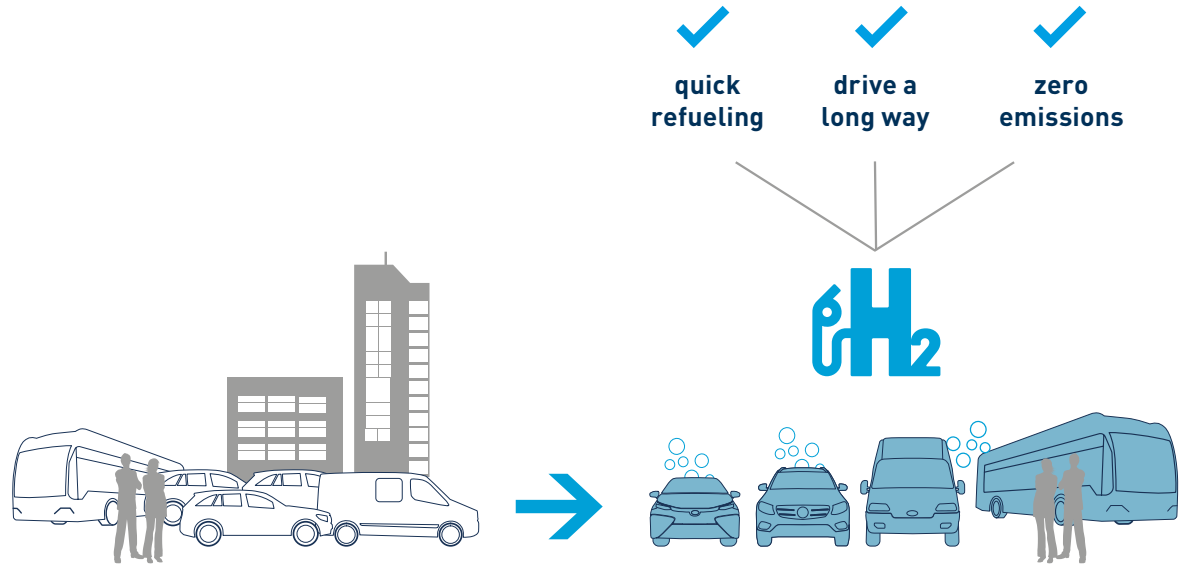 quick
refueling
drive a
long way
zero
emissions
H2